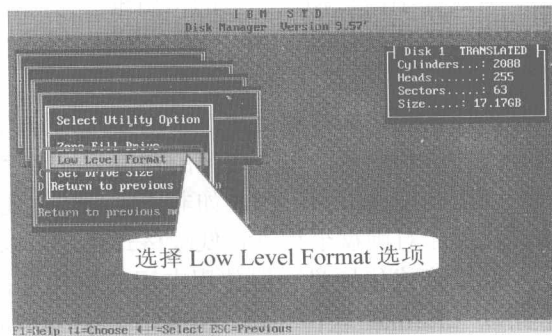 I B M S T D
Disk Manager Version 9.57
Disk 1 TRANSLATED
Cylinders...: 2088
Heads.......: 255
Sectors.....: 63
Size.....: 17.17GB
Select Utility Option
Zero Fill Drive
Low Level Format
Set Drive Size
Return to previous
Return to previous
选择 Low Level Format 选项
F1=Help ↑↓=Choose ◄┘=Select ESC=Previous